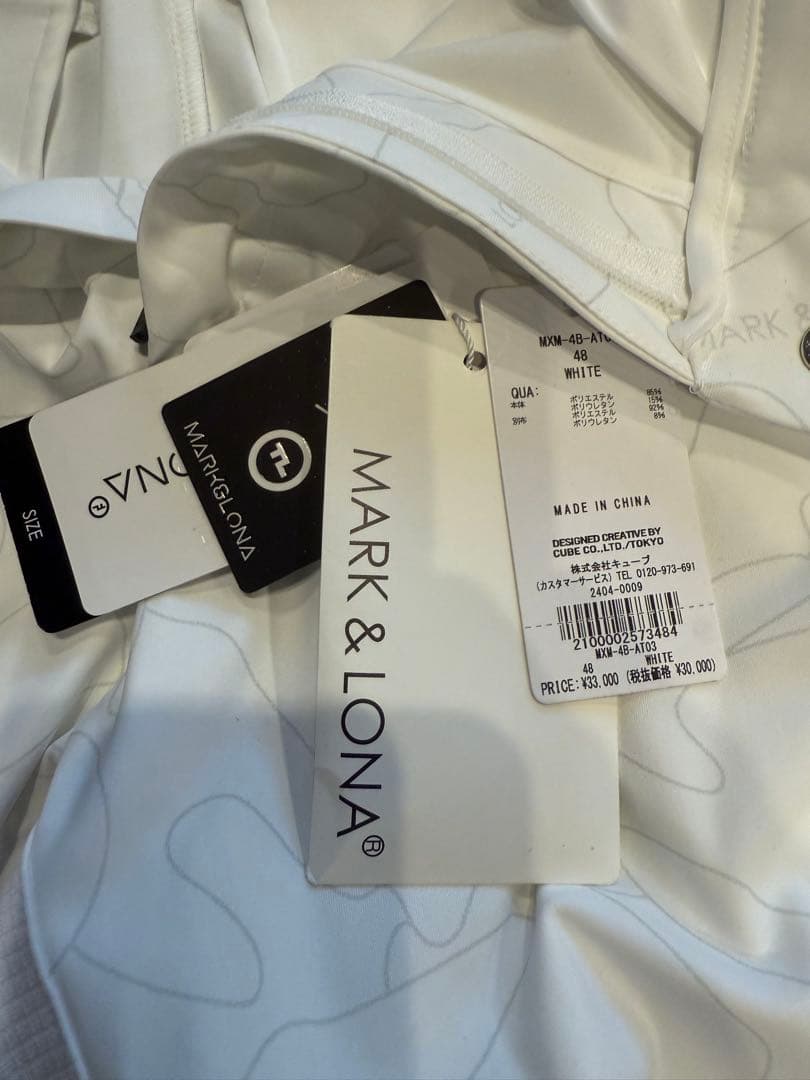 MXM-4B-AT0
48
WHITE
QUA:
本体 ポリエステル 85%
ポリウレタン 15%
別布 ポリエステル 92%
ポリウレタン 8%
MADE IN CHINA
DESIGNED CREATIVE BY
CUBE CO.,LTD./TOKYO
株式会社キューブ
(カスタマーサービス) TEL 0120-973-691
2404-0009
2100002573484
MXM-4B-AT03
48 WHITE
PRICE:¥33.000 (税抜価格 ¥30.000)
MARK & LONA®
MARK&LONA
TL
ONA®
SIZE
MARK &